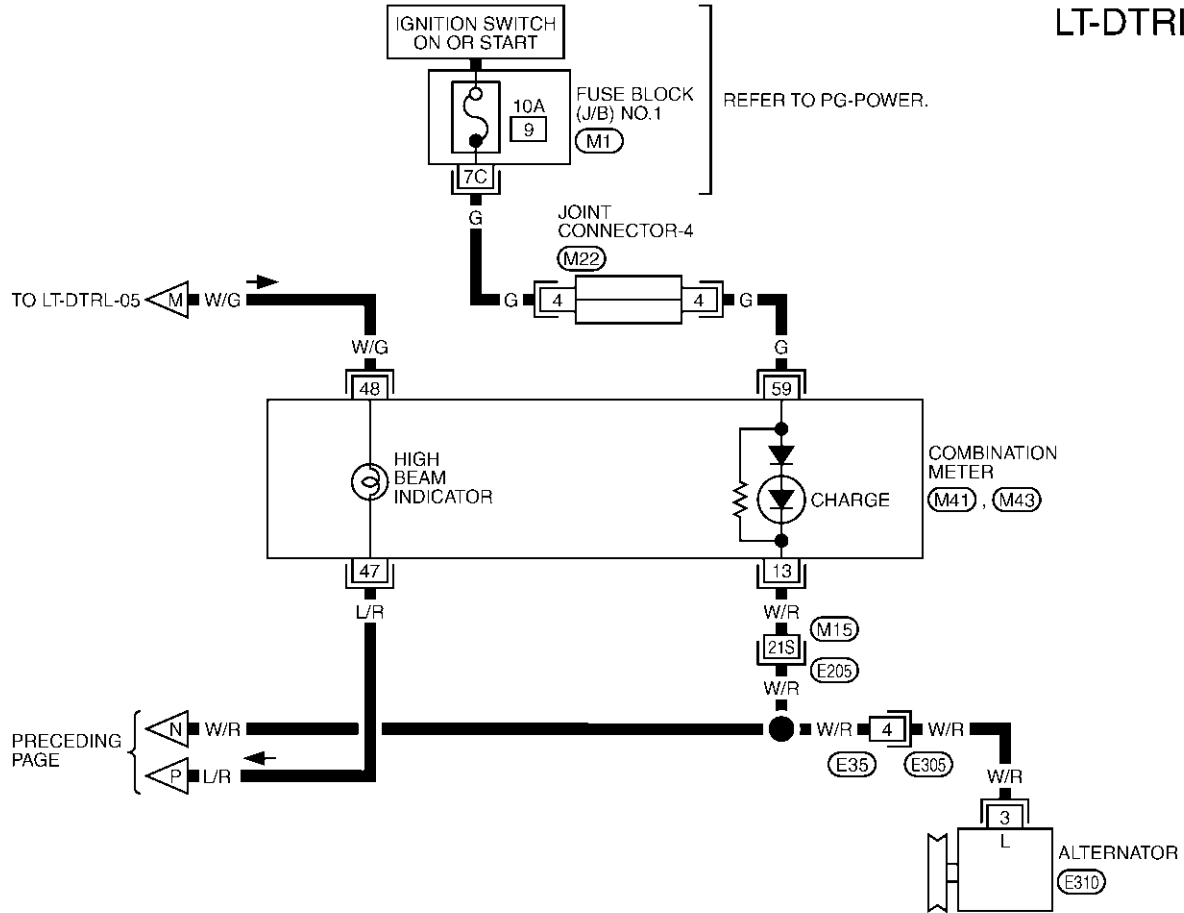 LT-DTRL
IGNITION SWITCH
ON OR START
10A
9
FUSE BLOCK
(J/B) NO.1
M1
REFER TO PG-POWER.
7C
G
JOINT
CONNECTOR-4
M22
TO LT-DTRL-05
M
W/G
G
4
4
G
W/G
G
48
59
HIGH
BEAM
INDICATOR
CHARGE
COMBINATION
METER
M41 , M43
47
13
L/R
W/R
M15
21S
E205
W/R
PRECEDING
PAGE
N
W/R
W/R
4
W/R
E35
E305
P
L/R
W/R
3
L
ALTERNATOR
E310